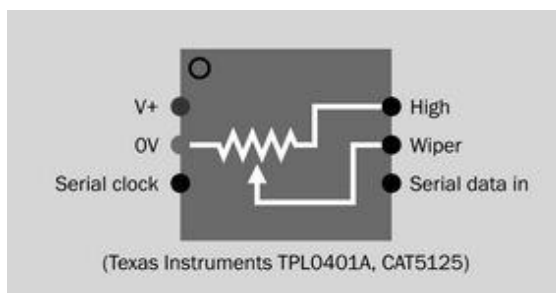 V+
High
0V
Wiper
Serial clock
Serial data in
(Texas Instruments TPL0401A, CAT5125)